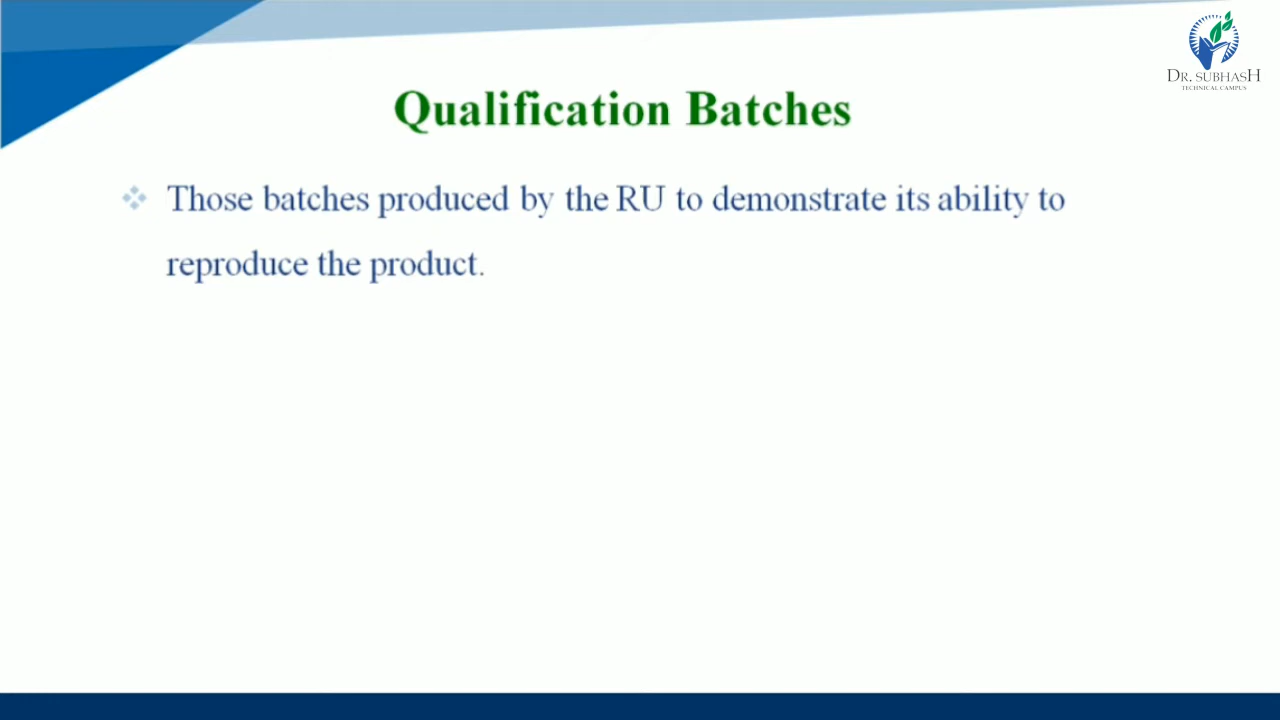 DR. SUBHASH
TECHNICAL CAMPUS
Qualification Batches
Those batches produced by the RU to demonstrate its ability to
reproduce the product.